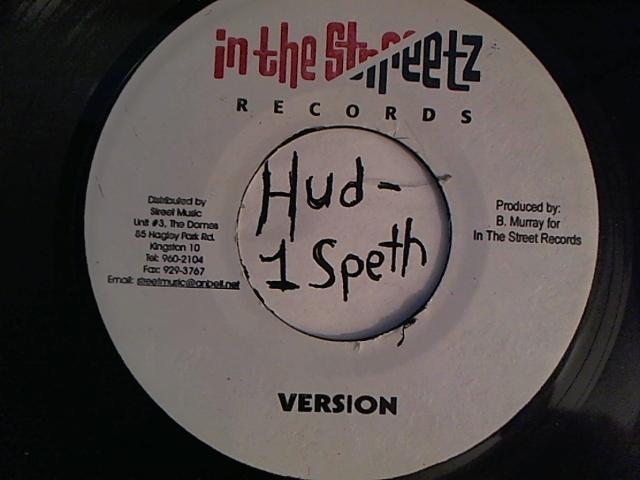 in the Streetz
RECORDS
Distributed by
Street Music
Unit #3, The Domes
85 Hagley Park Rd.
Kingston 10
Tel: 960-2104
Fax: 929-3767
Email: streetmusic@anbell.net
Hud-
1 Speth
Produced by:
B. Murray for
In The Street Records
VERSION